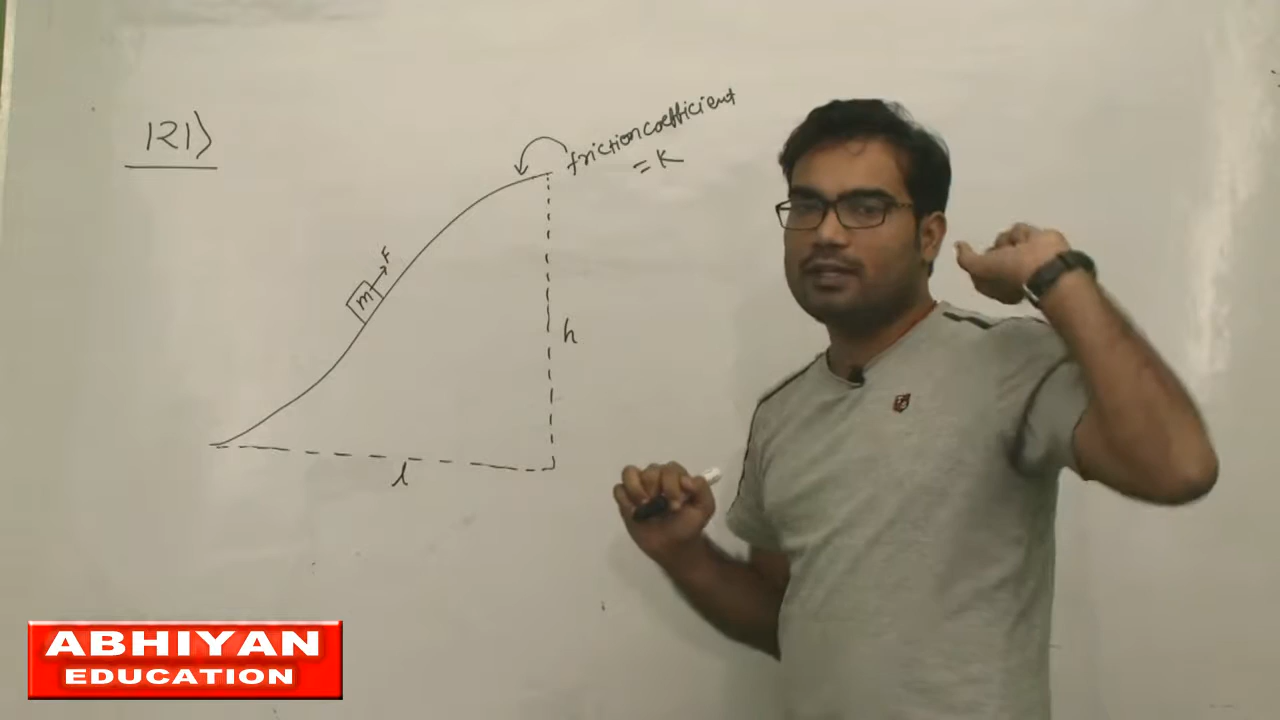 121)
friction coefficient
= K
F
m
h
l
ABHIYAN
EDUCATION